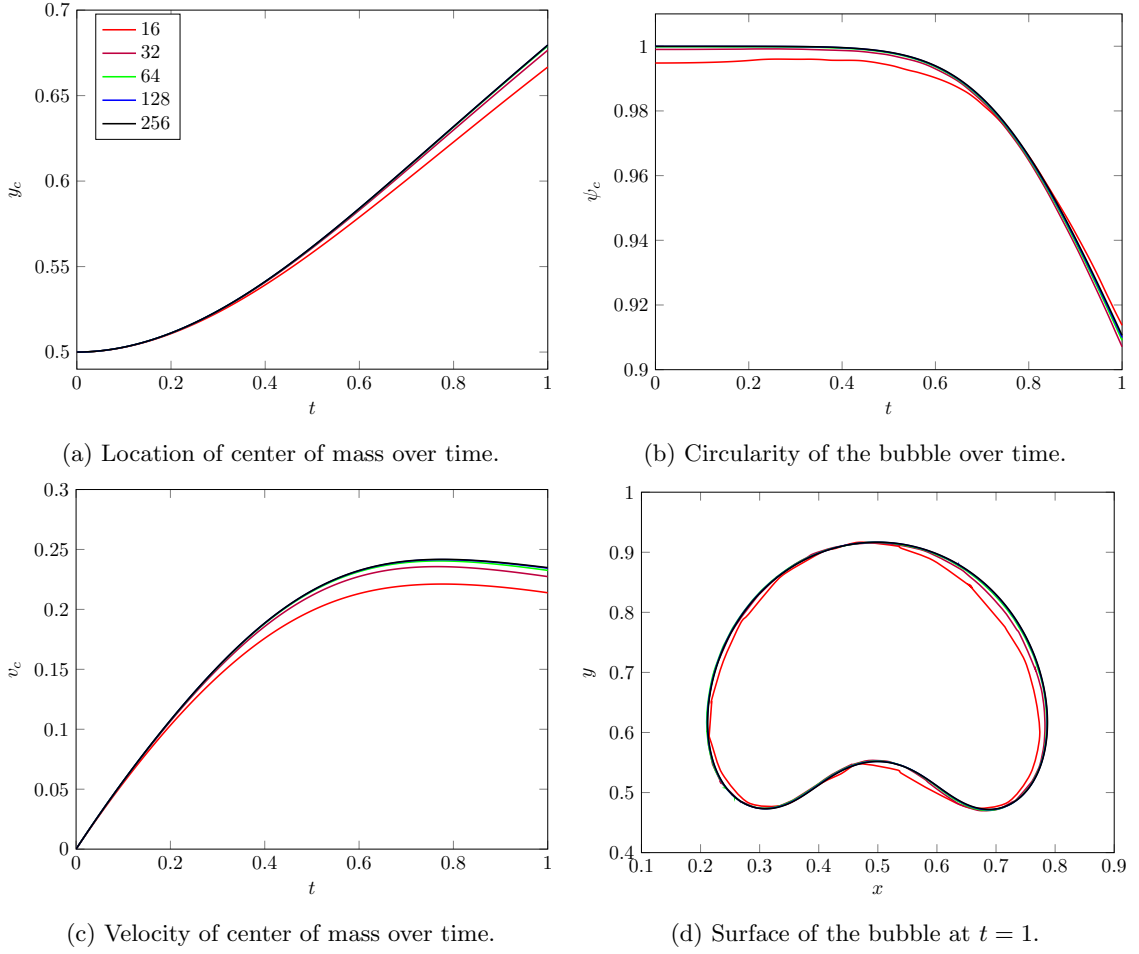 0.7
0.65
0.6
0.55
0.5
0 0.2 0.4 0.6 0.8 1
t
y_c
16
32
64
128
256
(a) Location of center of mass over time.
1
0.98
0.96
0.94
0.92
0.9
0 0.2 0.4 0.6 0.8 1
t
ψ_c
(b) Circularity of the bubble over time.
0.3
0.25
0.2
0.15
0.1
0.05
0
0 0.2 0.4 0.6 0.8 1
t
v_c
(c) Velocity of center of mass over time.
1
0.9
0.8
0.7
0.6
0.5
0.4
0.1 0.2 0.3 0.4 0.5 0.6 0.7 0.8 0.9
x
y
(d) Surface of the bubble at t = 1.